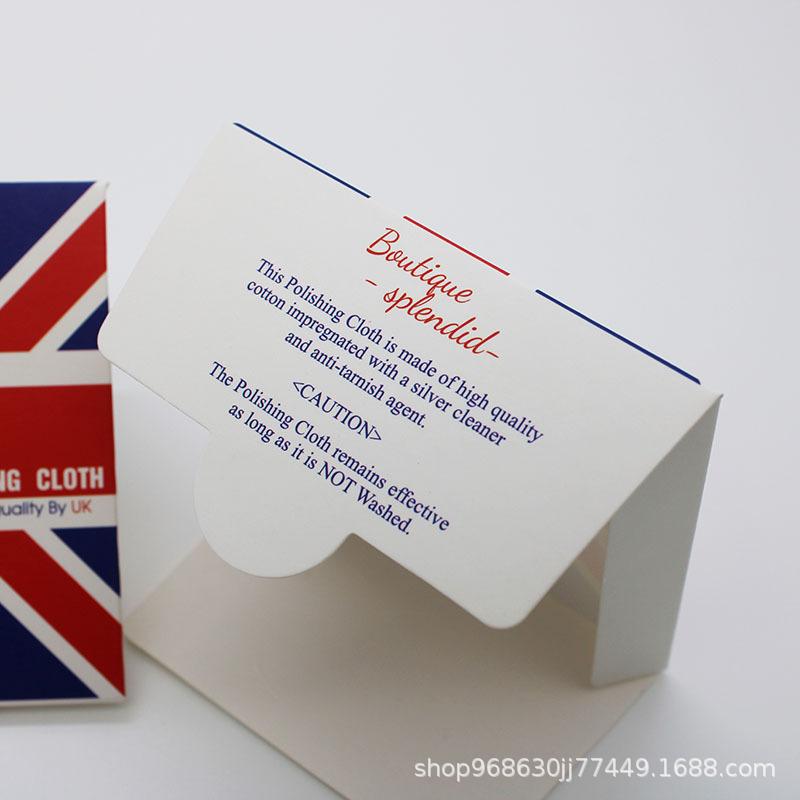 Boutique
- splendid-
This Polishing Cloth is made of high quality
cotton impregnated with a silver cleaner
and anti-tarnish agent.
<CAUTION>
The Polishing Cloth remains effective
as long as it is NOT Washed.
NG CLOTH
uality By UK
shop968630jj77449.1688.com